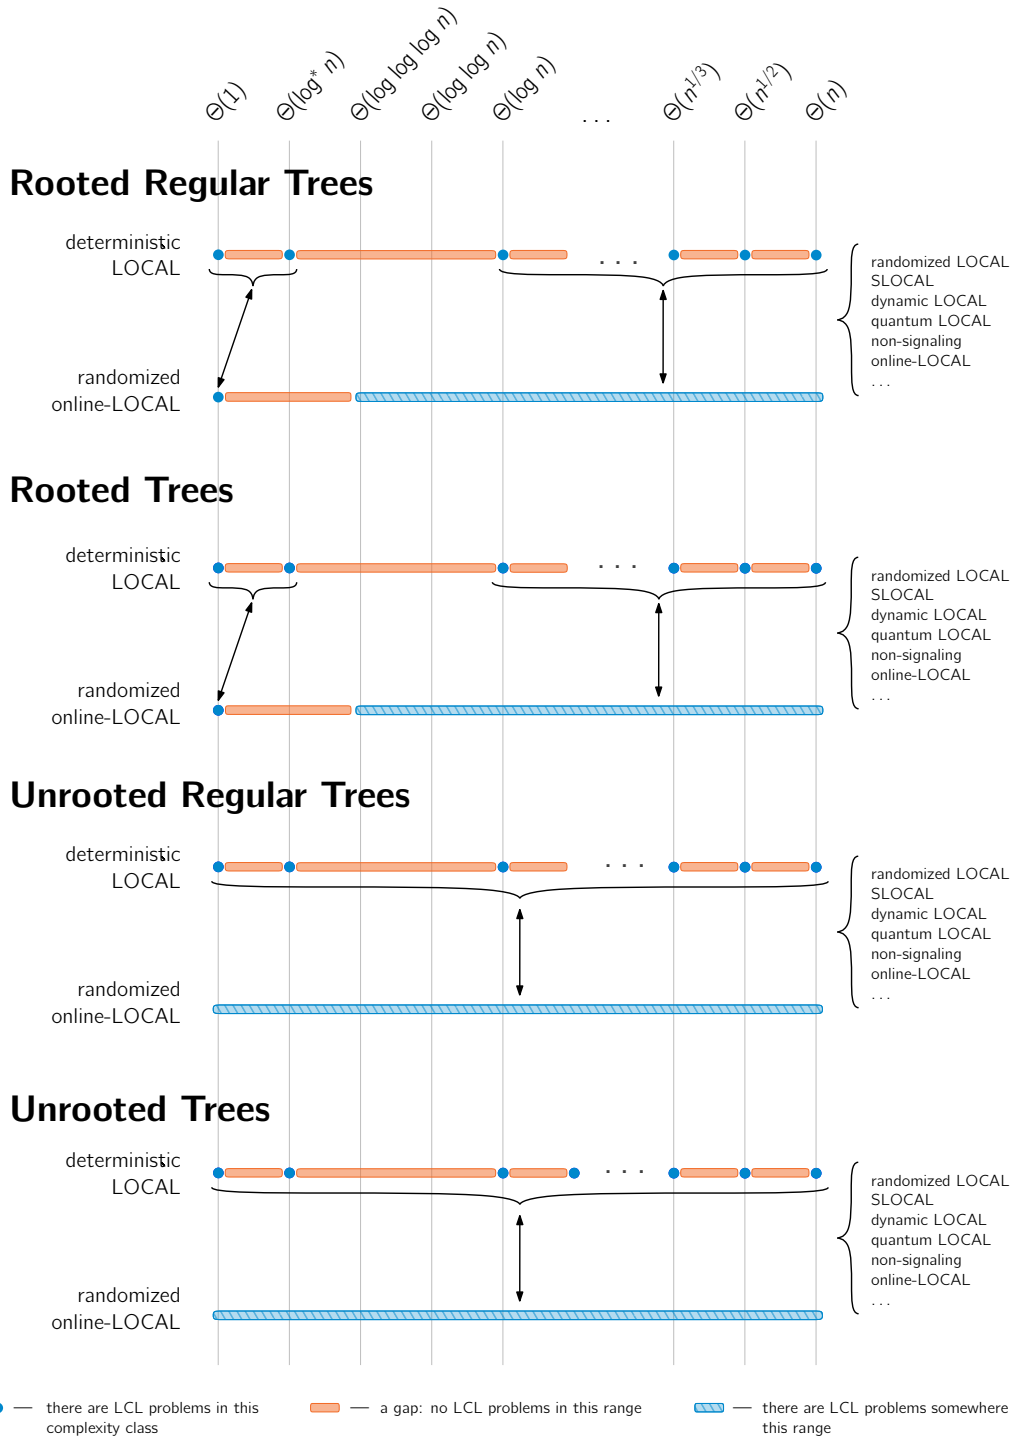 Θ(1)
Θ(log* n)
Θ(log log log n)
Θ(log log n)
Θ(log n)
. . .
Θ(n^{1/3})
Θ(n^{1/2})
Θ(n)
Rooted Regular Trees
deterministic
LOCAL
. . .
randomized
online-LOCAL
randomized LOCAL
SLOCAL
dynamic LOCAL
quantum LOCAL
non-signaling
online-LOCAL
. . .
Rooted Trees
deterministic
LOCAL
. . .
randomized
online-LOCAL
randomized LOCAL
SLOCAL
dynamic LOCAL
quantum LOCAL
non-signaling
online-LOCAL
. . .
Unrooted Regular Trees
deterministic
LOCAL
. . .
randomized
online-LOCAL
randomized LOCAL
SLOCAL
dynamic LOCAL
quantum LOCAL
non-signaling
online-LOCAL
. . .
Unrooted Trees
deterministic
LOCAL
. . .
randomized
online-LOCAL
randomized LOCAL
SLOCAL
dynamic LOCAL
quantum LOCAL
non-signaling
online-LOCAL
. . .
— there are LCL problems in this
complexity class
— a gap: no LCL problems in this range
— there are LCL problems somewhere
this range